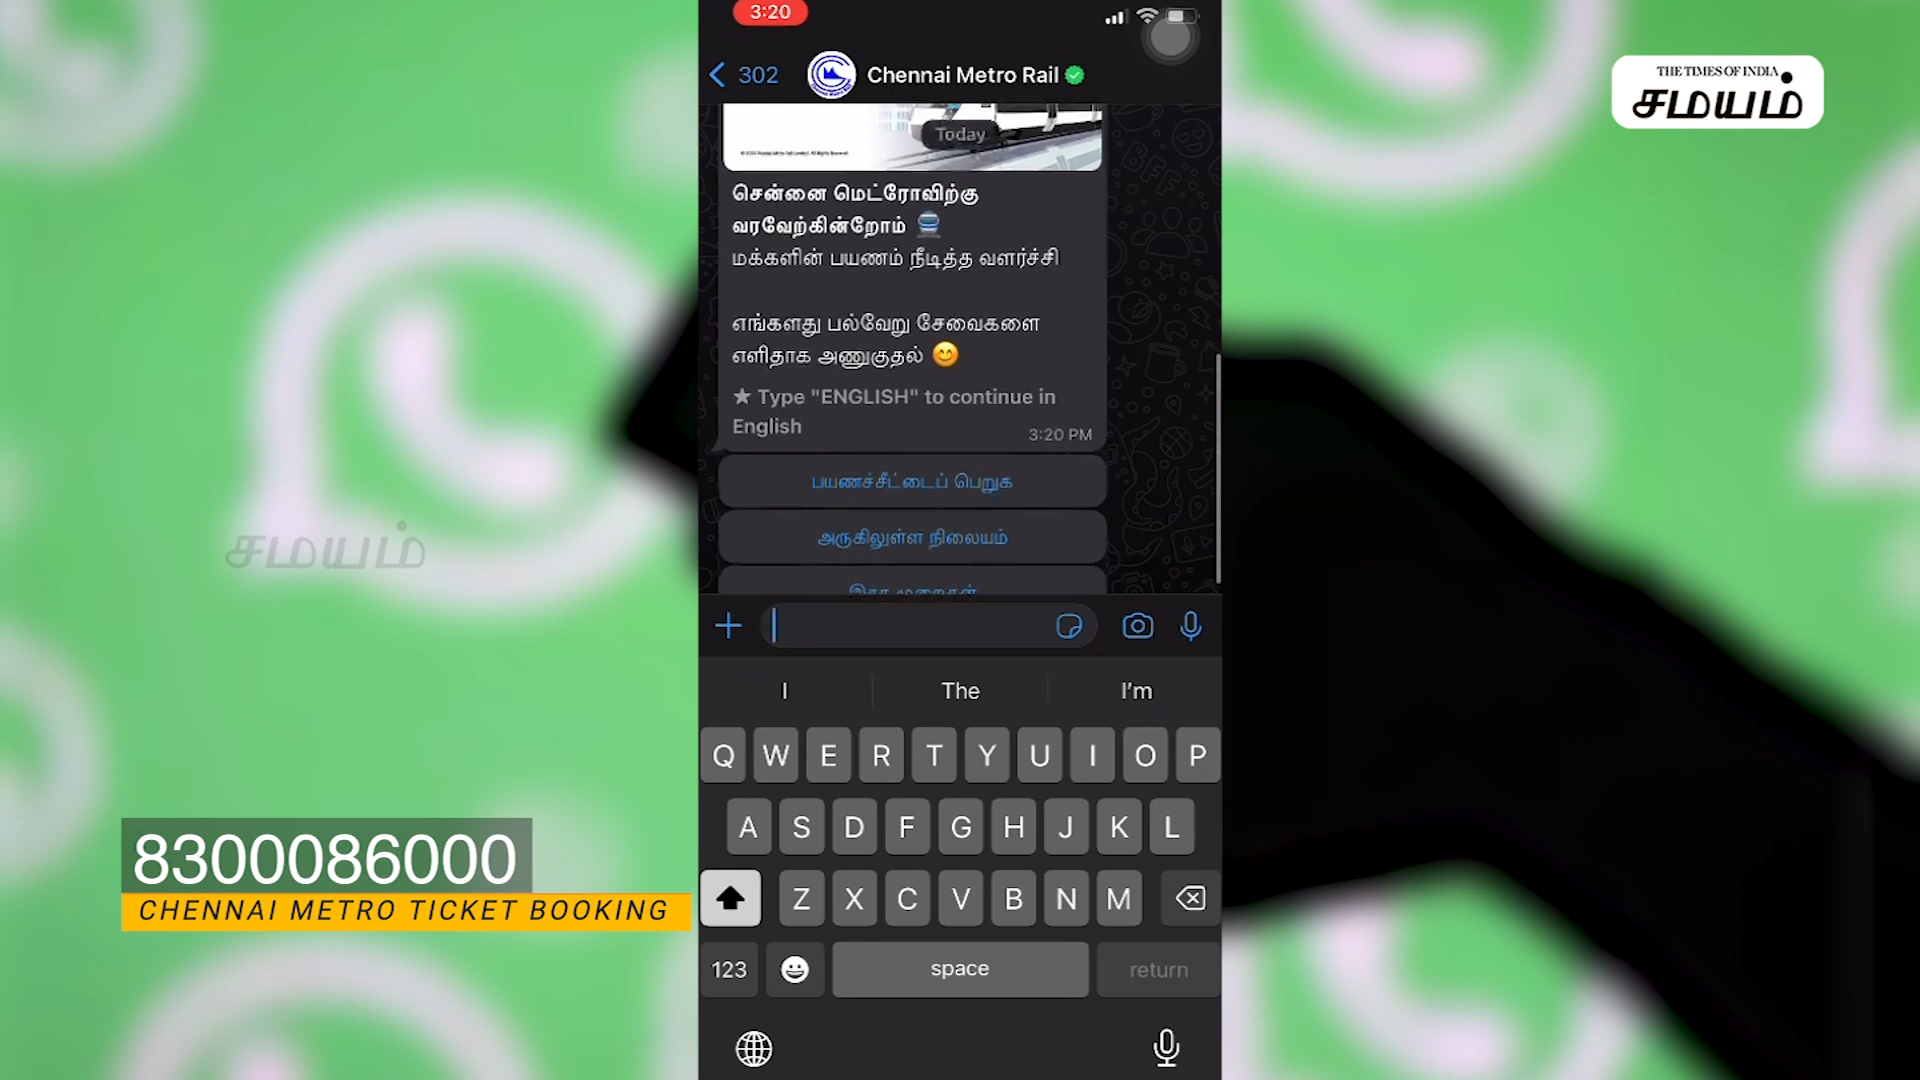 3:20
302
Chennai Metro Rail
THE TIMES OF INDIA
சமயம்
Today
சென்னை மெட்ரோவிற்கு
வரவேற்கின்றோம் 🚆
மக்களின் பயணம் நீடித்த வளர்ச்சி
எங்களது பல்வேறு சேவைகளை
எளிதாக அணுகுதல் 😊
★ Type "ENGLISH" to continue in
English
3:20 PM
பயணச்சீட்டைப் பெறுக
அருகிலுள்ள நிலையம்
சமயம்
I The I'm
Q W E R T Y U I O P
A S D F G H J K L
Z X C V B N M
123 space return
8300086000
CHENNAI METRO TICKET BOOKING